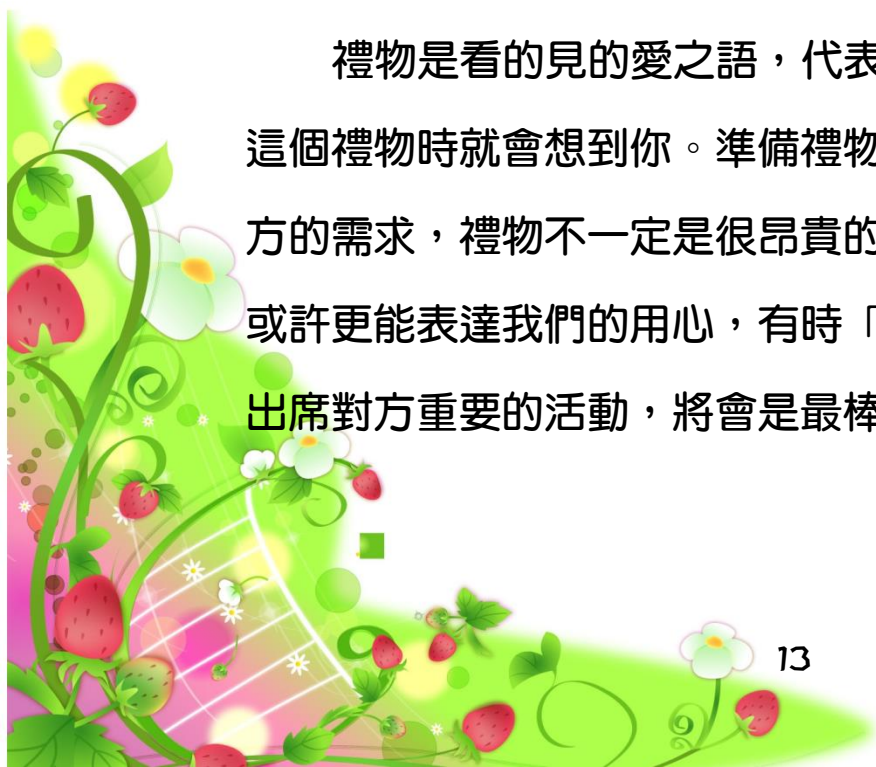 禮物是看的見的愛之語，代表
這個禮物時就會想到你。準備禮物
方的需求，禮物不一定是很昂貴的
或許更能表達我們的用心，有時「
出席對方重要的活動，將會是最棒
13